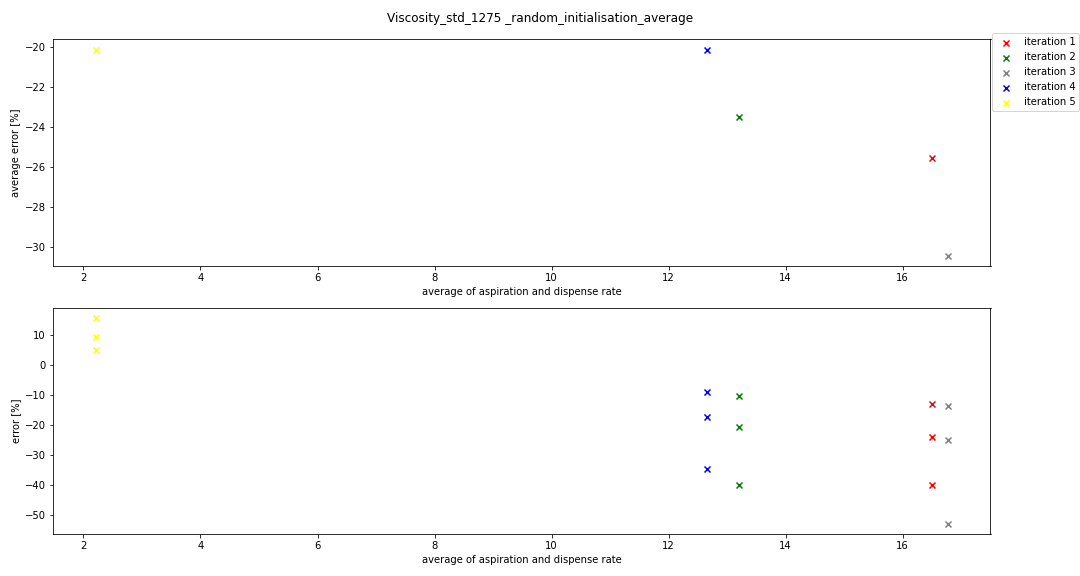 Viscosity_std_1275 _random_initialisation_average
iteration 1
iteration 2
iteration 3
iteration 4
iteration 5
average error [%]
−20
−22
−24
−26
−28
−30
2 4 6 8 10 12 14 16
average of aspiration and dispense rate
error [%]
10
0
−10
−20
−30
−40
−50
2 4 6 8 10 12 14 16
average of aspiration and dispense rate